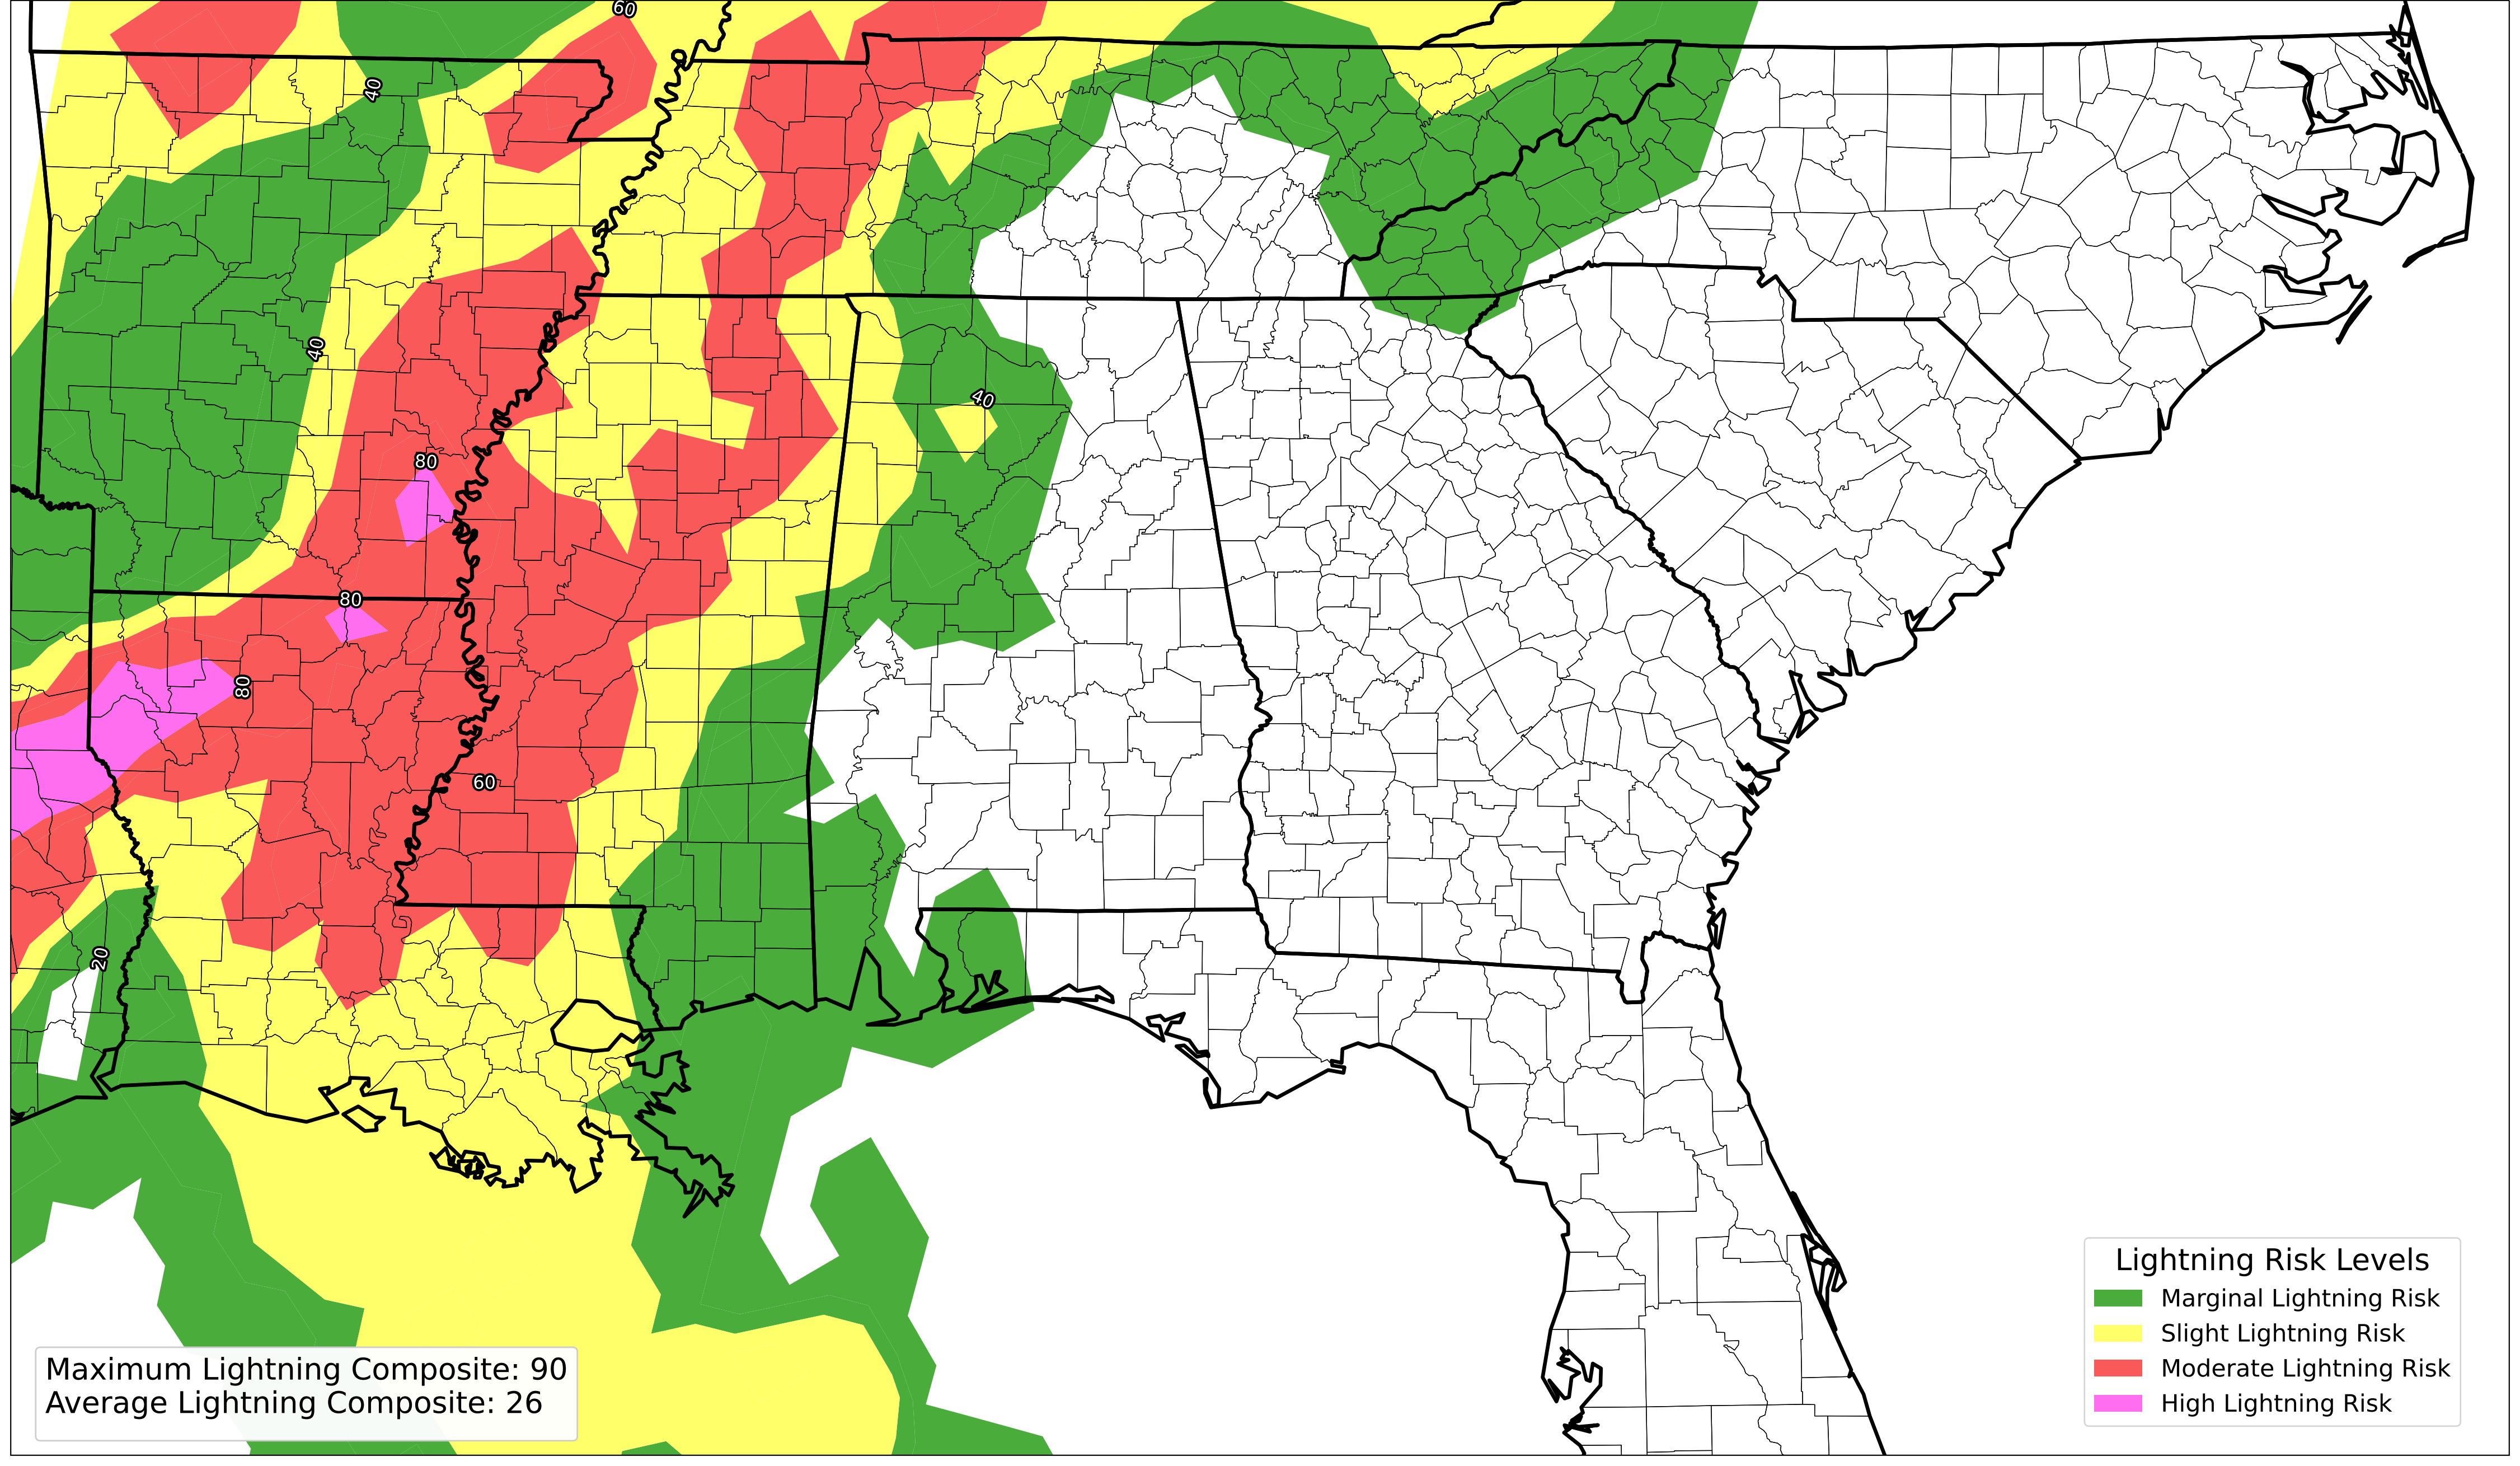 60
40
40
40
80
80
80
60
20
Lightning Risk Levels
Marginal Lightning Risk
Slight Lightning Risk
Moderate Lightning Risk
High Lightning Risk
Maximum Lightning Composite: 90
Average Lightning Composite: 26